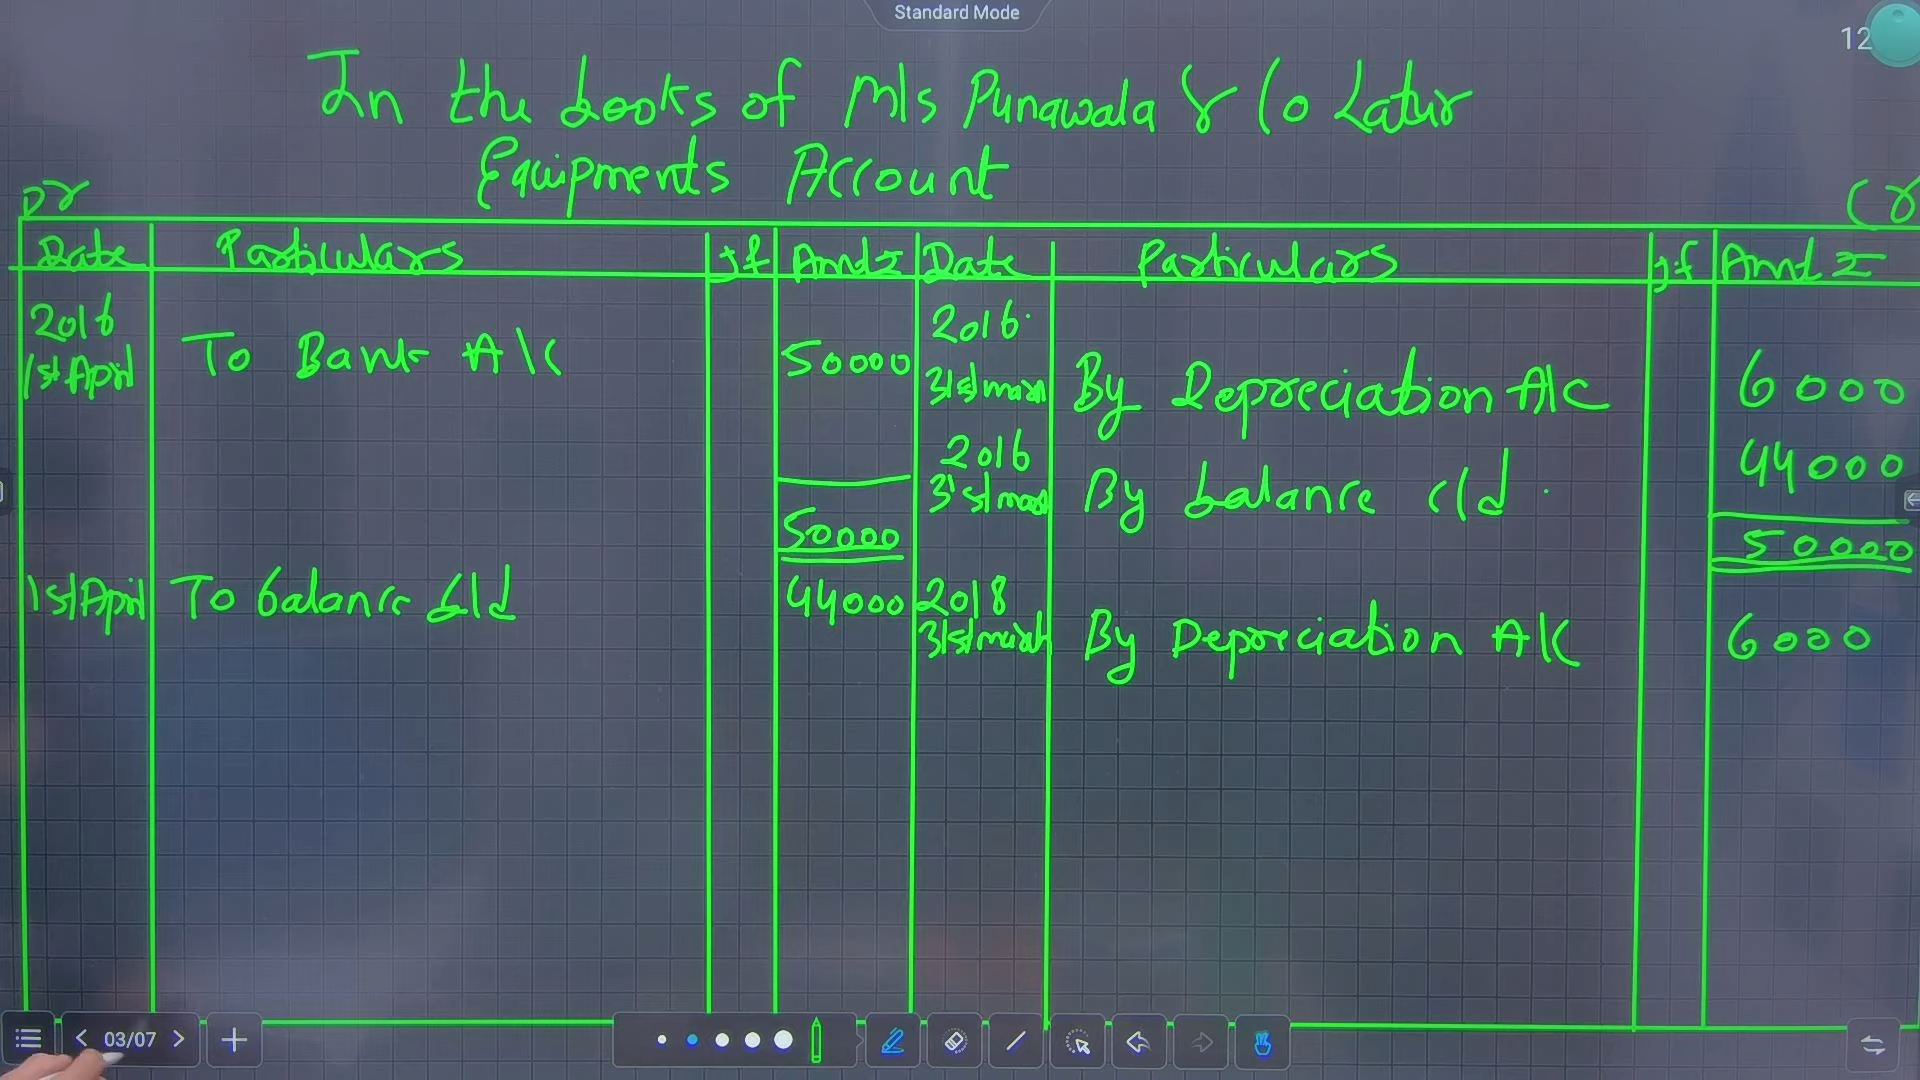 Standard Mode
12
In the books of M/s Punawala & Co Latur
Equipments Account
Dr
Cr
Date Particulars J.f Amt ₹ Date Particulars J.f Amt ₹
2016 2016
1st April To Bank A/c 50000 31st march By Depreciation A/c 6000
2016 44000
31st mar By balance c/d
50000 50000
1st April To balance b/d 44000 2018
31st march By Depreciation A/c 6000
03/07